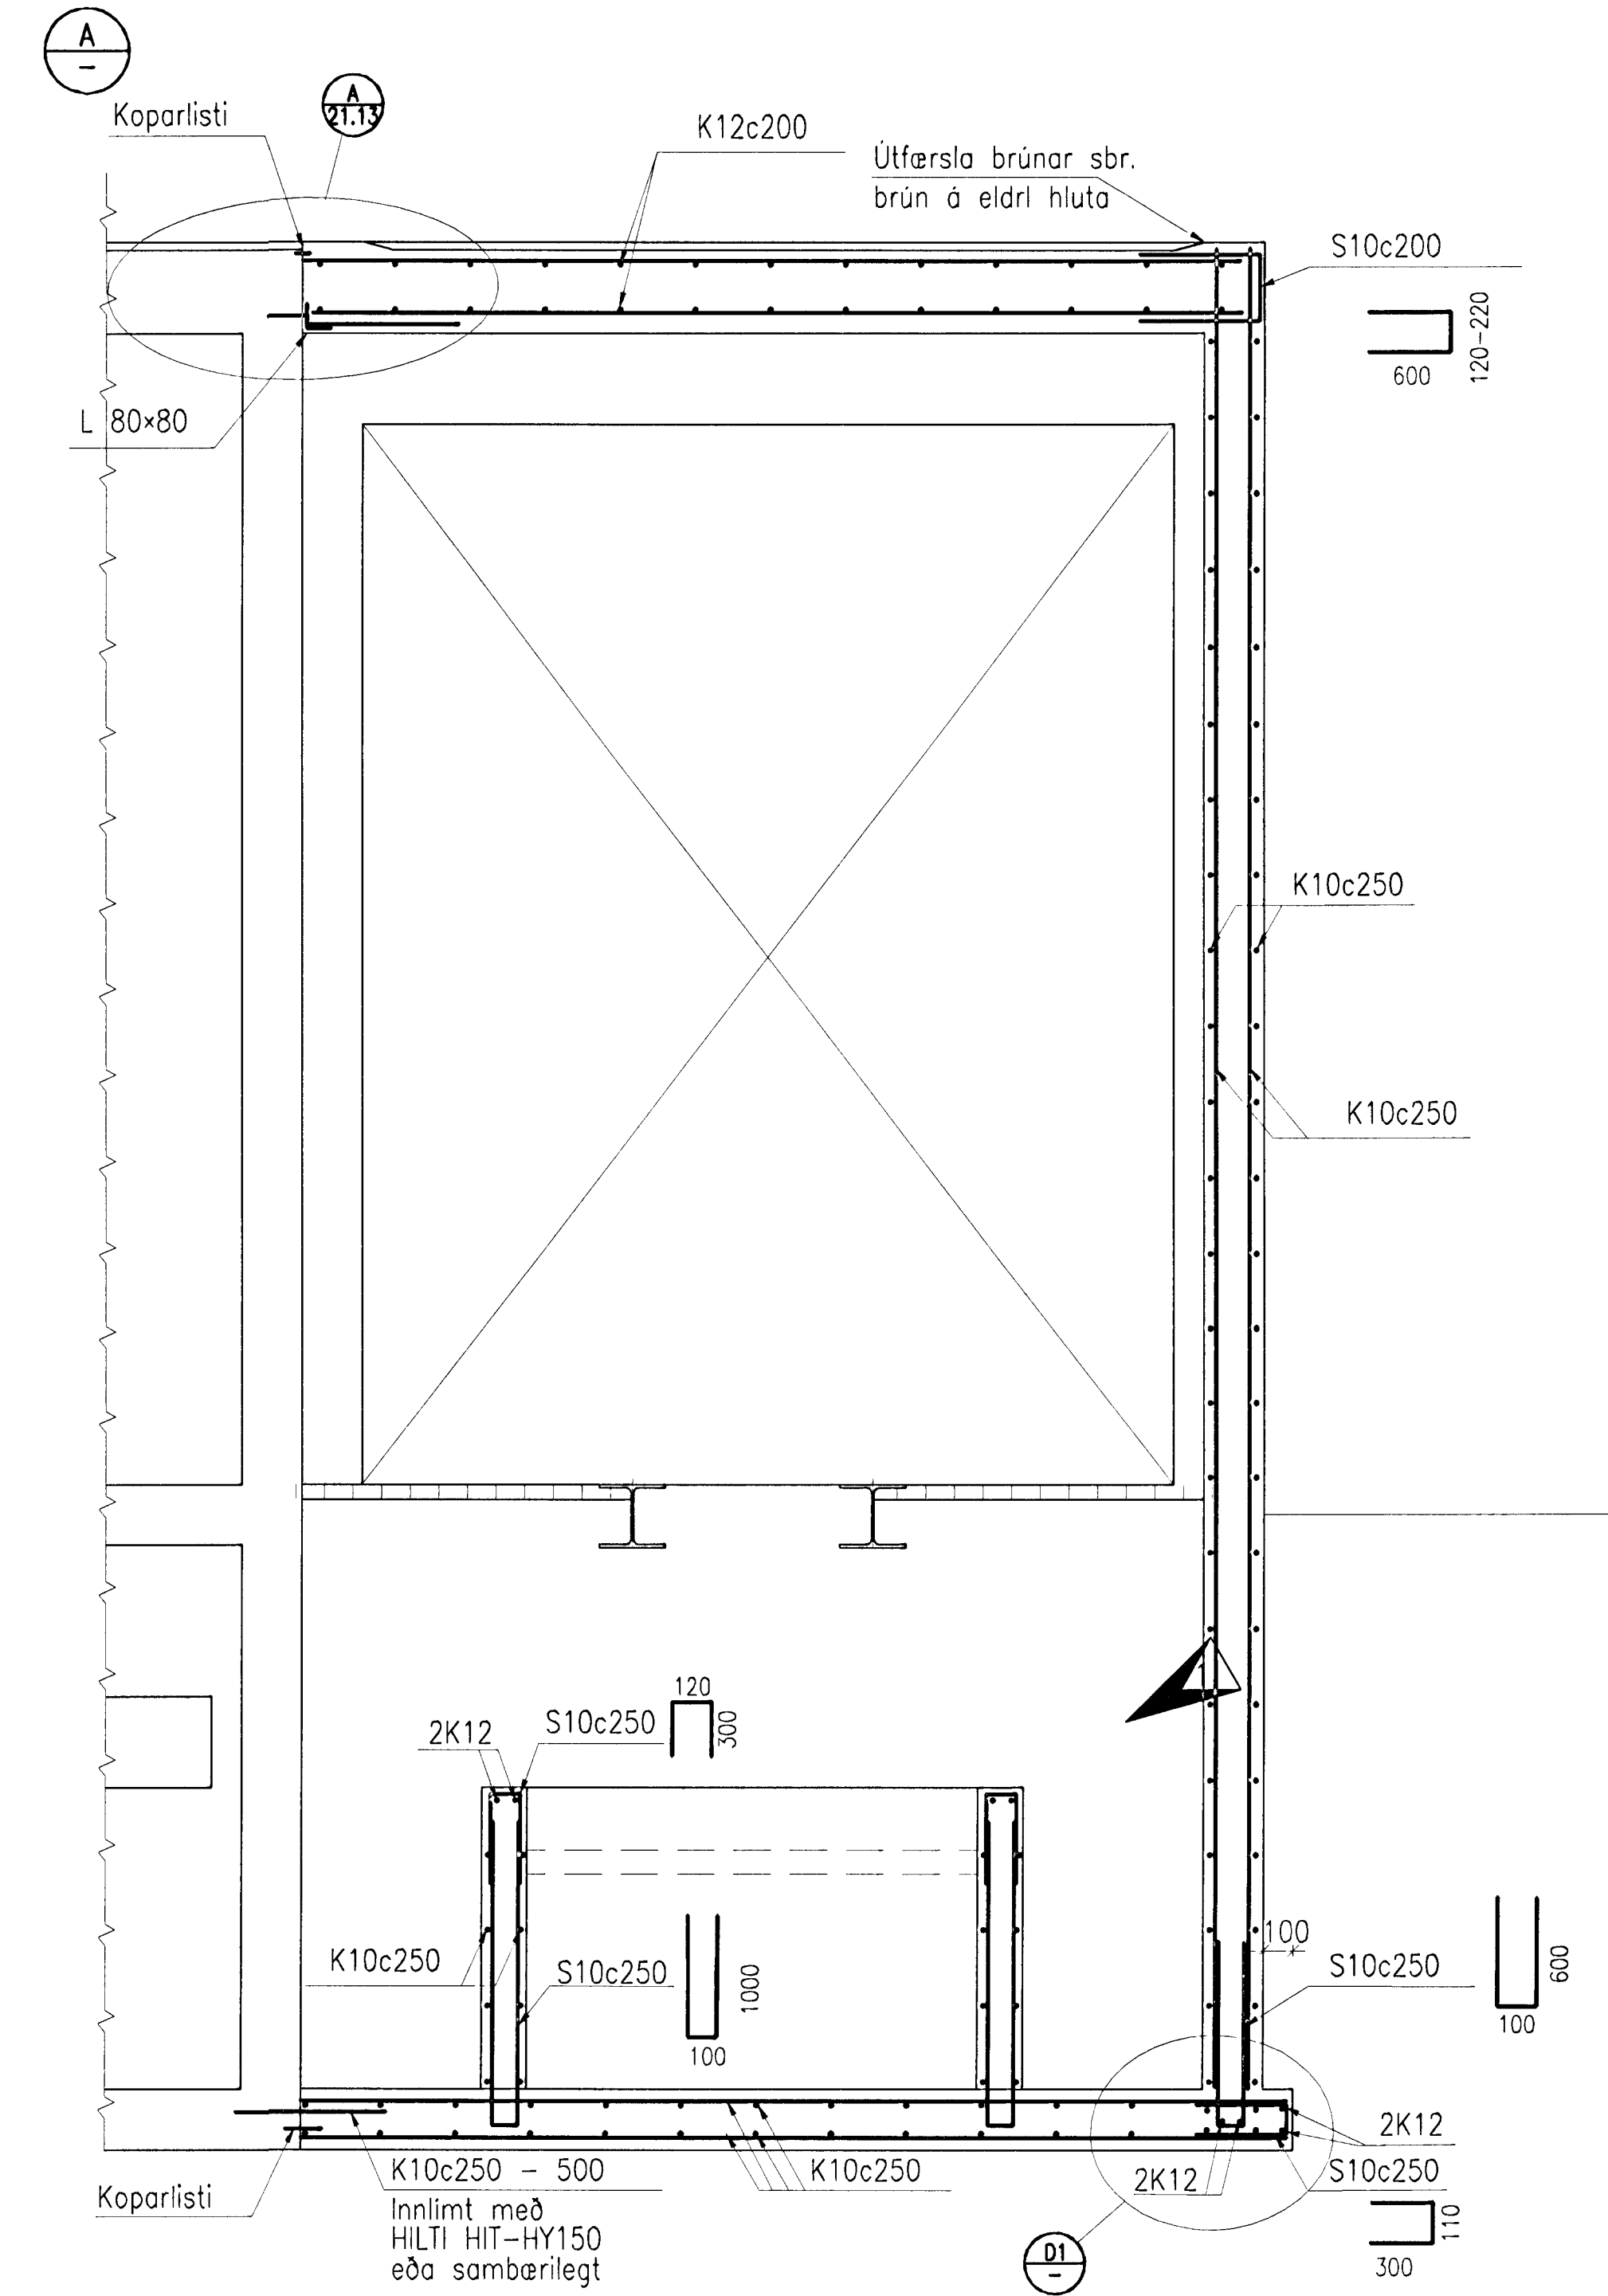 A
-
A
21.13
Koparlisti
K12c200
Útfærsla brúnar sbr.
brún á eldrI hluta
S10c200
120-220
600
L 80×80
K10c250
K10c250
120
300
2K12
S10c250
K10c250
S10c250
1000
100
100
S10c250
600
100
2K12
K10c250 - 500
K10c250
2K12
S10c250
Koparlisti
Innlímt með
HILTI HIT-HY150
eða sambærilegt
D1
-
110
300